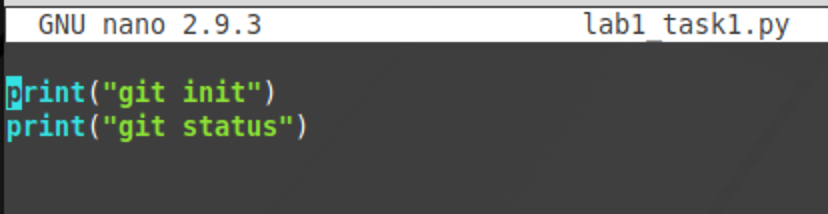 GNU nano 2.9.3 lab1_task1.py
print("git init")
print("git status")